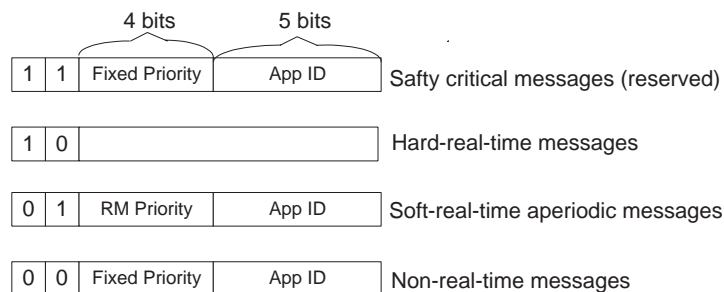 4 bits 5 bits
1 1 Fixed Priority App ID Safty critical messages (reserved)
1 0 Hard-real-time messages
0 1 RM Priority App ID Soft-real-time aperiodic messages
0 0 Fixed Priority App ID Non-real-time messages